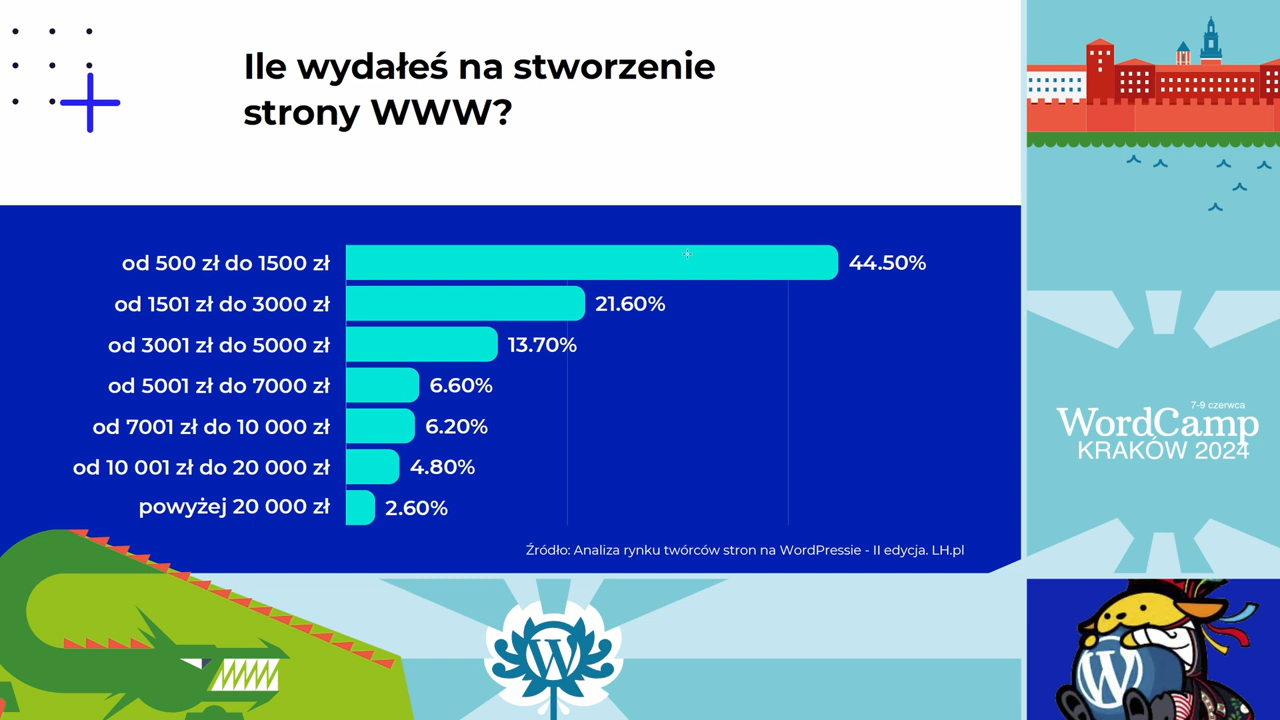 Ile wydałeś na stworzenie
strony WWW?
od 500 zł do 1500 zł 44.50%
od 1501 zł do 3000 zł 21.60%
od 3001 zł do 5000 zł 13.70%
od 5001 zł do 7000 zł 6.60%
od 7001 zł do 10 000 zł 6.20%
od 10 001 zł do 20 000 zł 4.80%
powyżej 20 000 zł 2.60%
Źródło: Analiza rynku twórców stron na WordPressie - II edycja. LH.pl
7-9 czerwca
WordCamp
KRAKÓW 2024
W
W